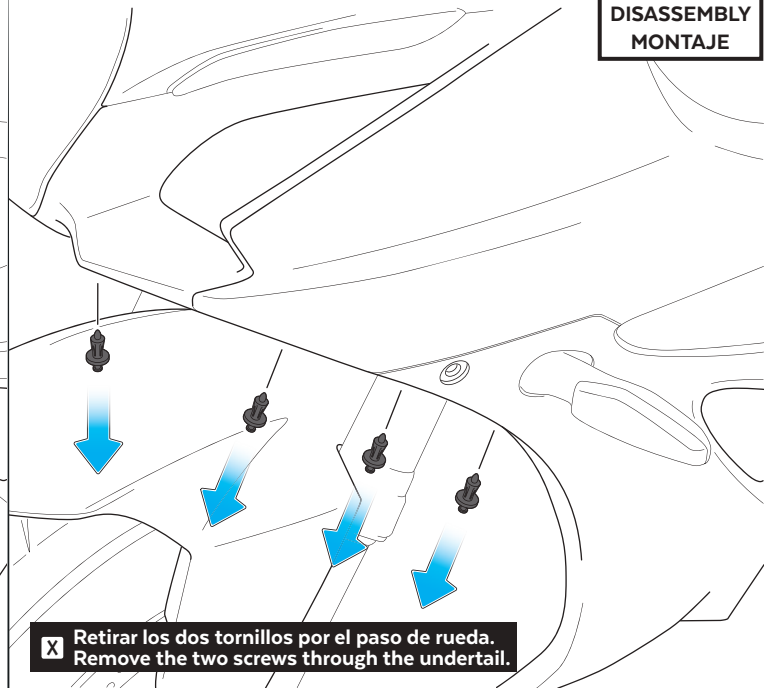 DISASSEMBLY
MONTAJE
X Retirar los dos tornillos por el paso de rueda.
Remove the two screws through the undertail.